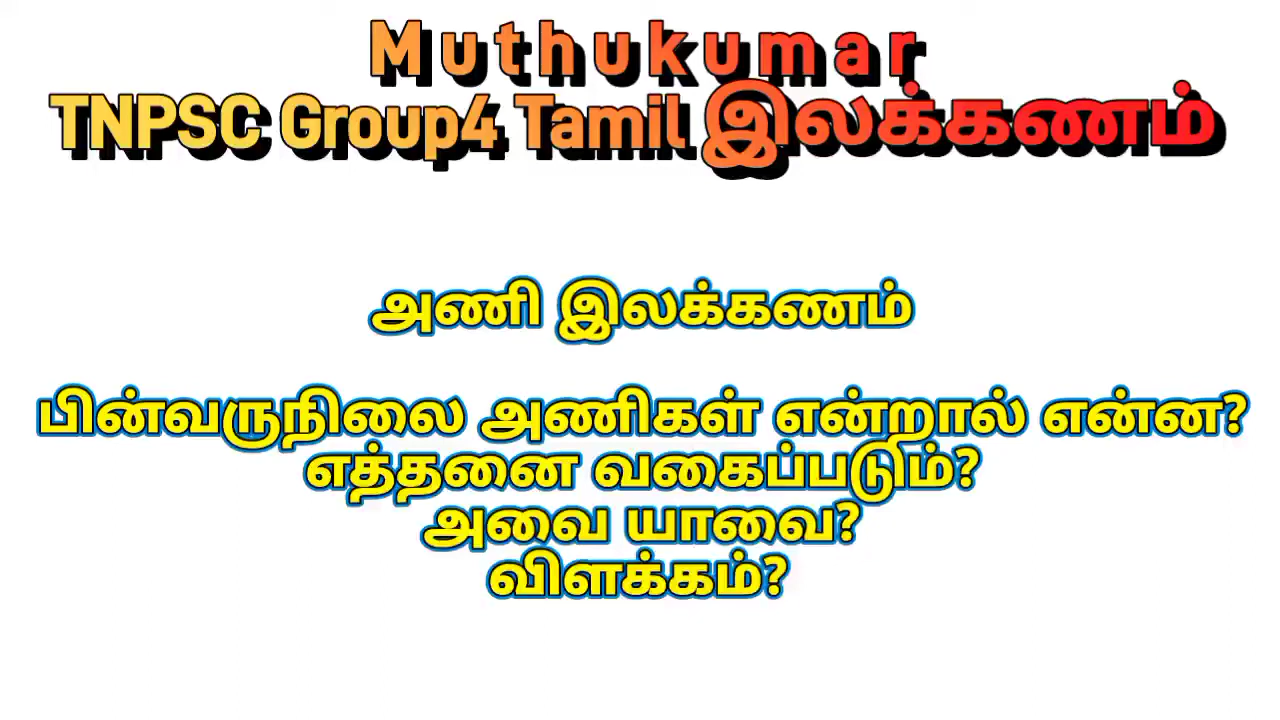 Muthukumar
TNPSC Group4 Tamil இலக்கணம்
அணி இலக்கணம்
பின்வருநிலை அணிகள் என்றால் என்ன?
எத்தனை வகைப்படும்?
அவை யாவை?
விளக்கம்?